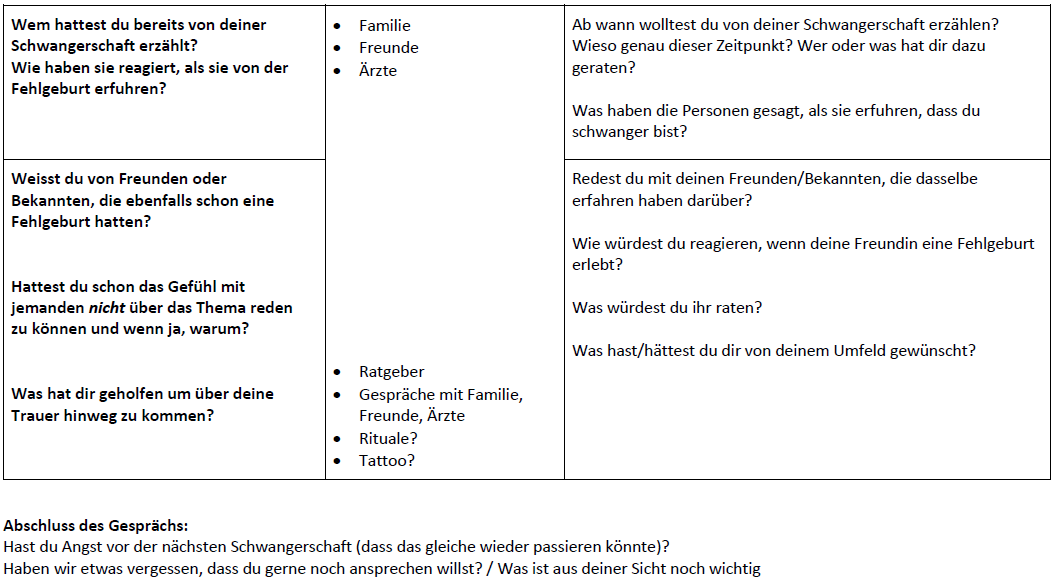 Wem hattest du bereits von deiner
Schwangerschaft erzählt?
Wie haben sie reagiert, als sie von der
Fehlgeburt erfuhren?
• Familie
• Freunde
• Ärzte
Ab wann wolltest du von deiner Schwangerschaft erzählen?
Wieso genau dieser Zeitpunkt? Wer oder was hat dir dazu
geraten?
Was haben die Personen gesagt, als sie erfuhren, dass du
schwanger bist?
Weisst du von Freunden oder
Bekannten, die ebenfalls schon eine
Fehlgeburt hatten?
Hattest du schon das Gefühl mit
jemanden nicht über das Thema reden
zu können und wenn ja, warum?
Was hat dir geholfen um über deine
Trauer hinweg zu kommen?
• Ratgeber
• Gespräche mit Familie,
Freunde, Ärzte
• Rituale?
• Tattoo?
Redest du mit deinen Freunden/Bekannten, die dasselbe
erfahren haben darüber?
Wie würdest du reagieren, wenn deine Freundin eine Fehlgeburt
erlebt?
Was würdest du ihr raten?
Was hast/hättest du dir von deinem Umfeld gewünscht?
Abschluss des Gesprächs:
Hast du Angst vor der nächsten Schwangerschaft (dass das gleiche wieder passieren könnte)?
Haben wir etwas vergessen, dass du gerne noch ansprechen willst? / Was ist aus deiner Sicht noch wichtig